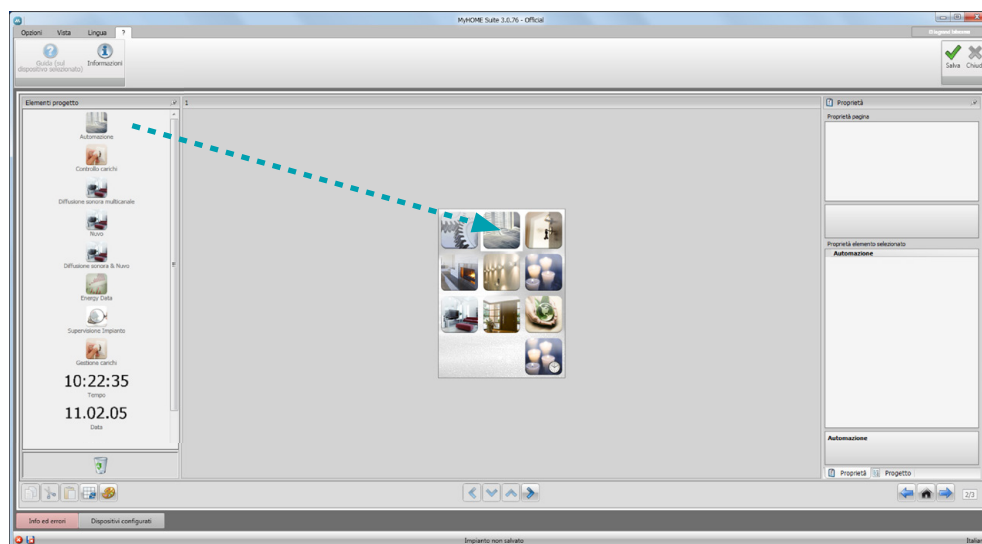 MyHOME Suite 3.0.76 - Official
Opzioni Vista Lingua ?
Guida (sul dispositivo selezionato)
Informazioni
Salva Chiudi
Elementi progetto
1
Proprietà
Automazione
Controllo carichi
Diffusione sonora multicanale
Nuvo
Diffusione sonora & Nuvo
Energy Data
Supervisione Impianto
Gestione carichi
10:22:35
Tempo
11.02.05
Data
Proprietà pagina
Proprietà elemento selezionato
Automazione
Automazione
Proprietà Progetto
2/3
Info ed errori Dispositivi configurati
Impianto non salvato
Italian